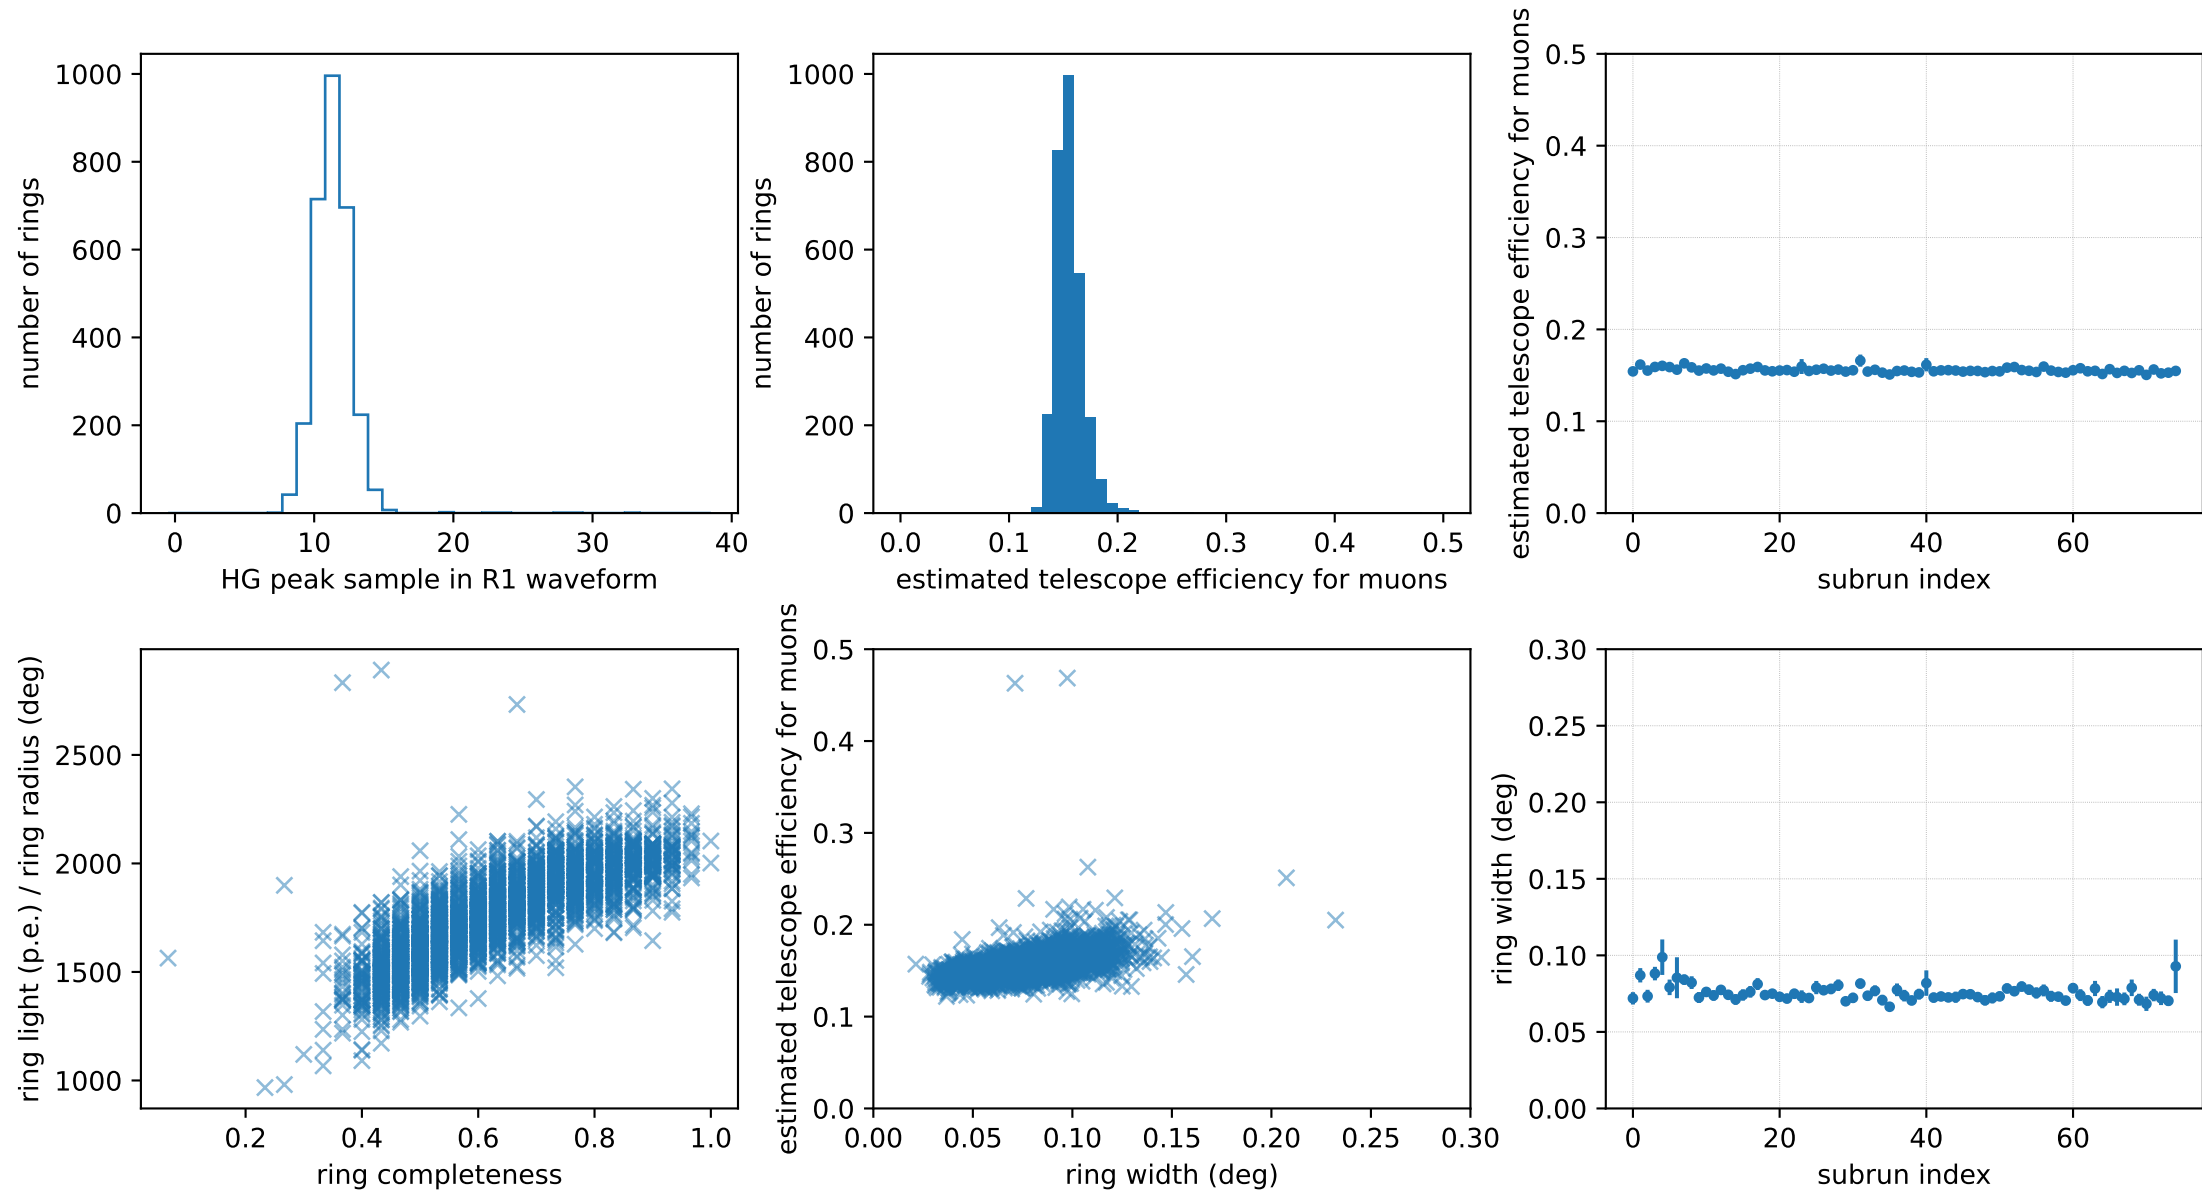 number of rings
1000
800
600
400
200
0
0 10 20 30 40
HG peak sample in R1 waveform
number of rings
1000
800
600
400
200
0
0.0 0.1 0.2 0.3 0.4 0.5
estimated telescope efficiency for muons
estimated telescope efficiency for muons
0.5
0.4
0.3
0.2
0.1
0.0
0 20 40 60
subrun index
ring light (p.e.) / ring radius (deg)
2500
2000
1500
1000
0.2 0.4 0.6 0.8 1.0
ring completeness
estimated telescope efficiency for muons
0.5
0.4
0.3
0.2
0.1
0.0
0.00 0.05 0.10 0.15 0.20 0.25 0.30
ring width (deg)
ring width (deg)
0.30
0.25
0.20
0.15
0.10
0.05
0.00
0 20 40 60
subrun index